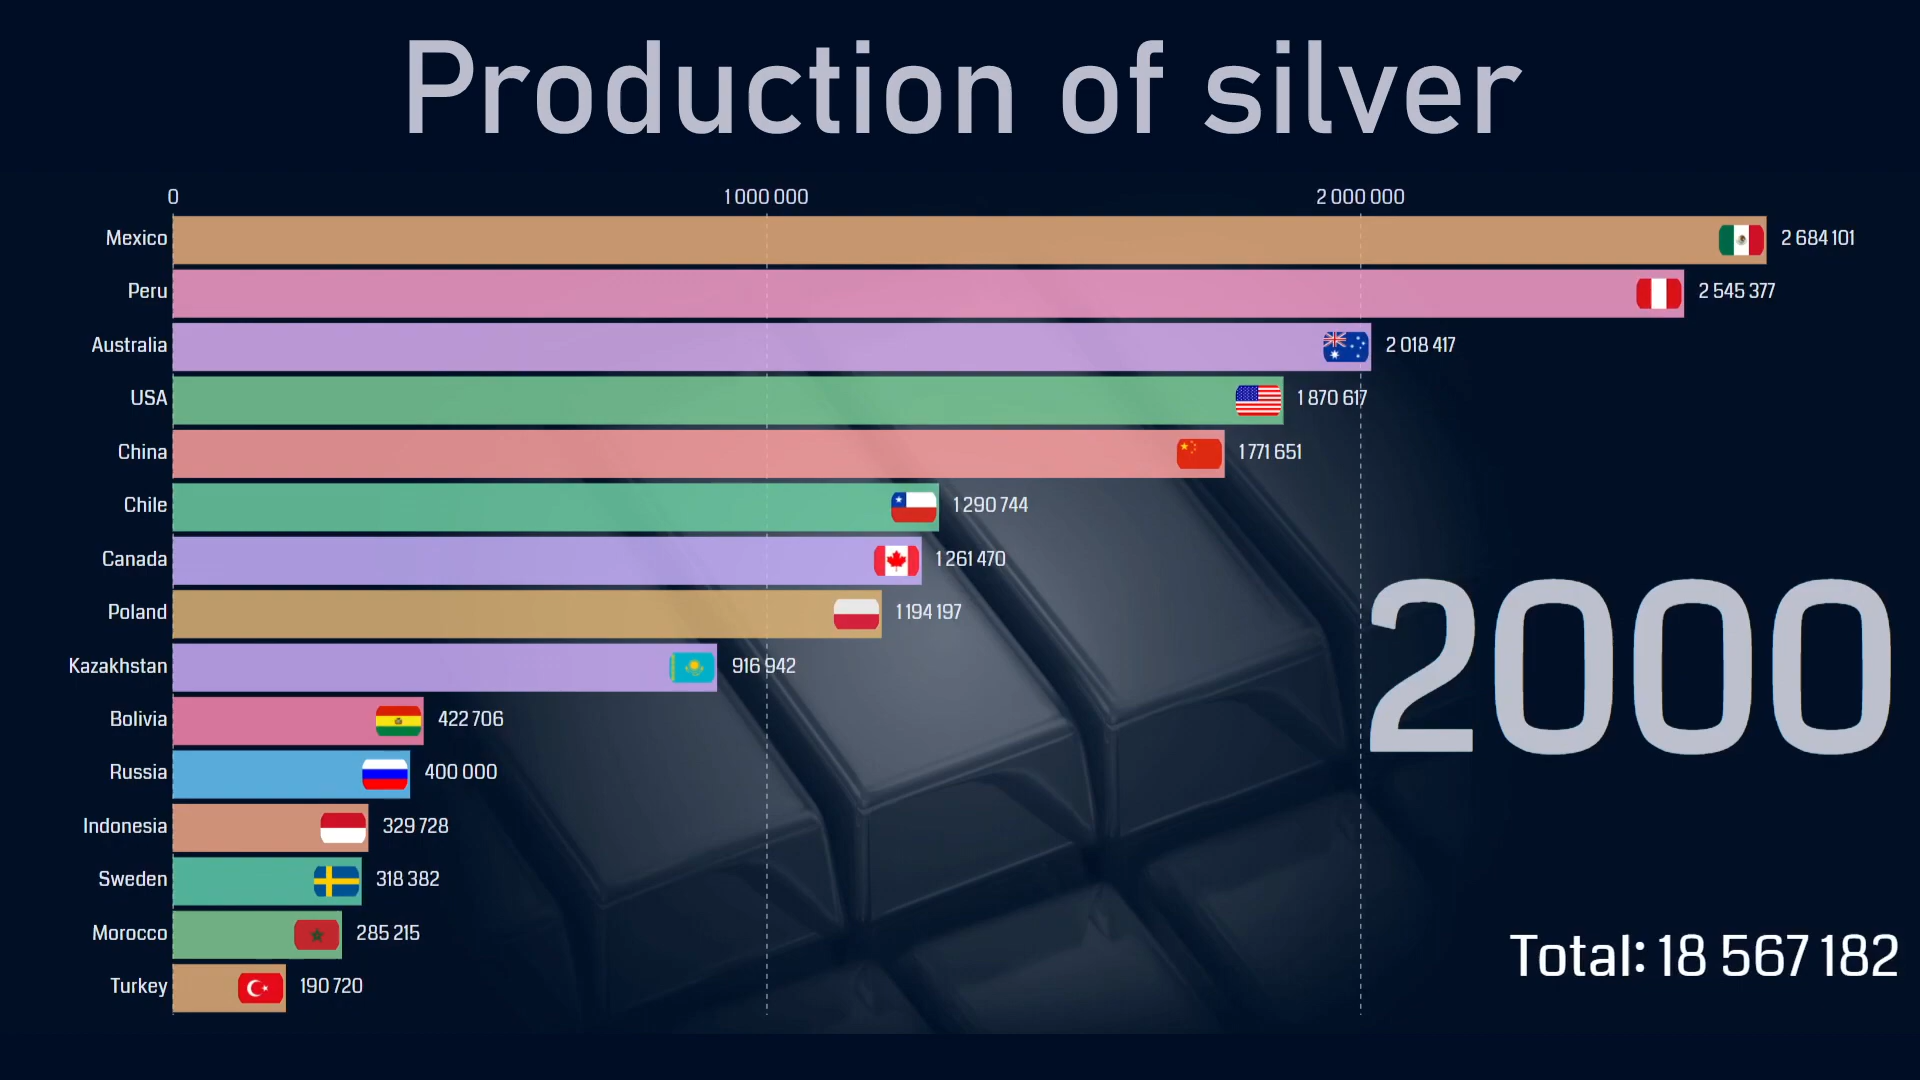 Production of silver
0 1 000 000 2 000 000
Mexico 2 684 101
Peru 2 545 377
Australia 2 018 417
USA 1 870 617
China 1 771 651
Chile 1 290 744
Canada 1 261 470
Poland 1 194 197
Kazakhstan 916 942
Bolivia 422 706
Russia 400 000
Indonesia 329 728
Sweden 318 382
Morocco 285 215
Turkey 190 720
2000
Total: 18 567 182